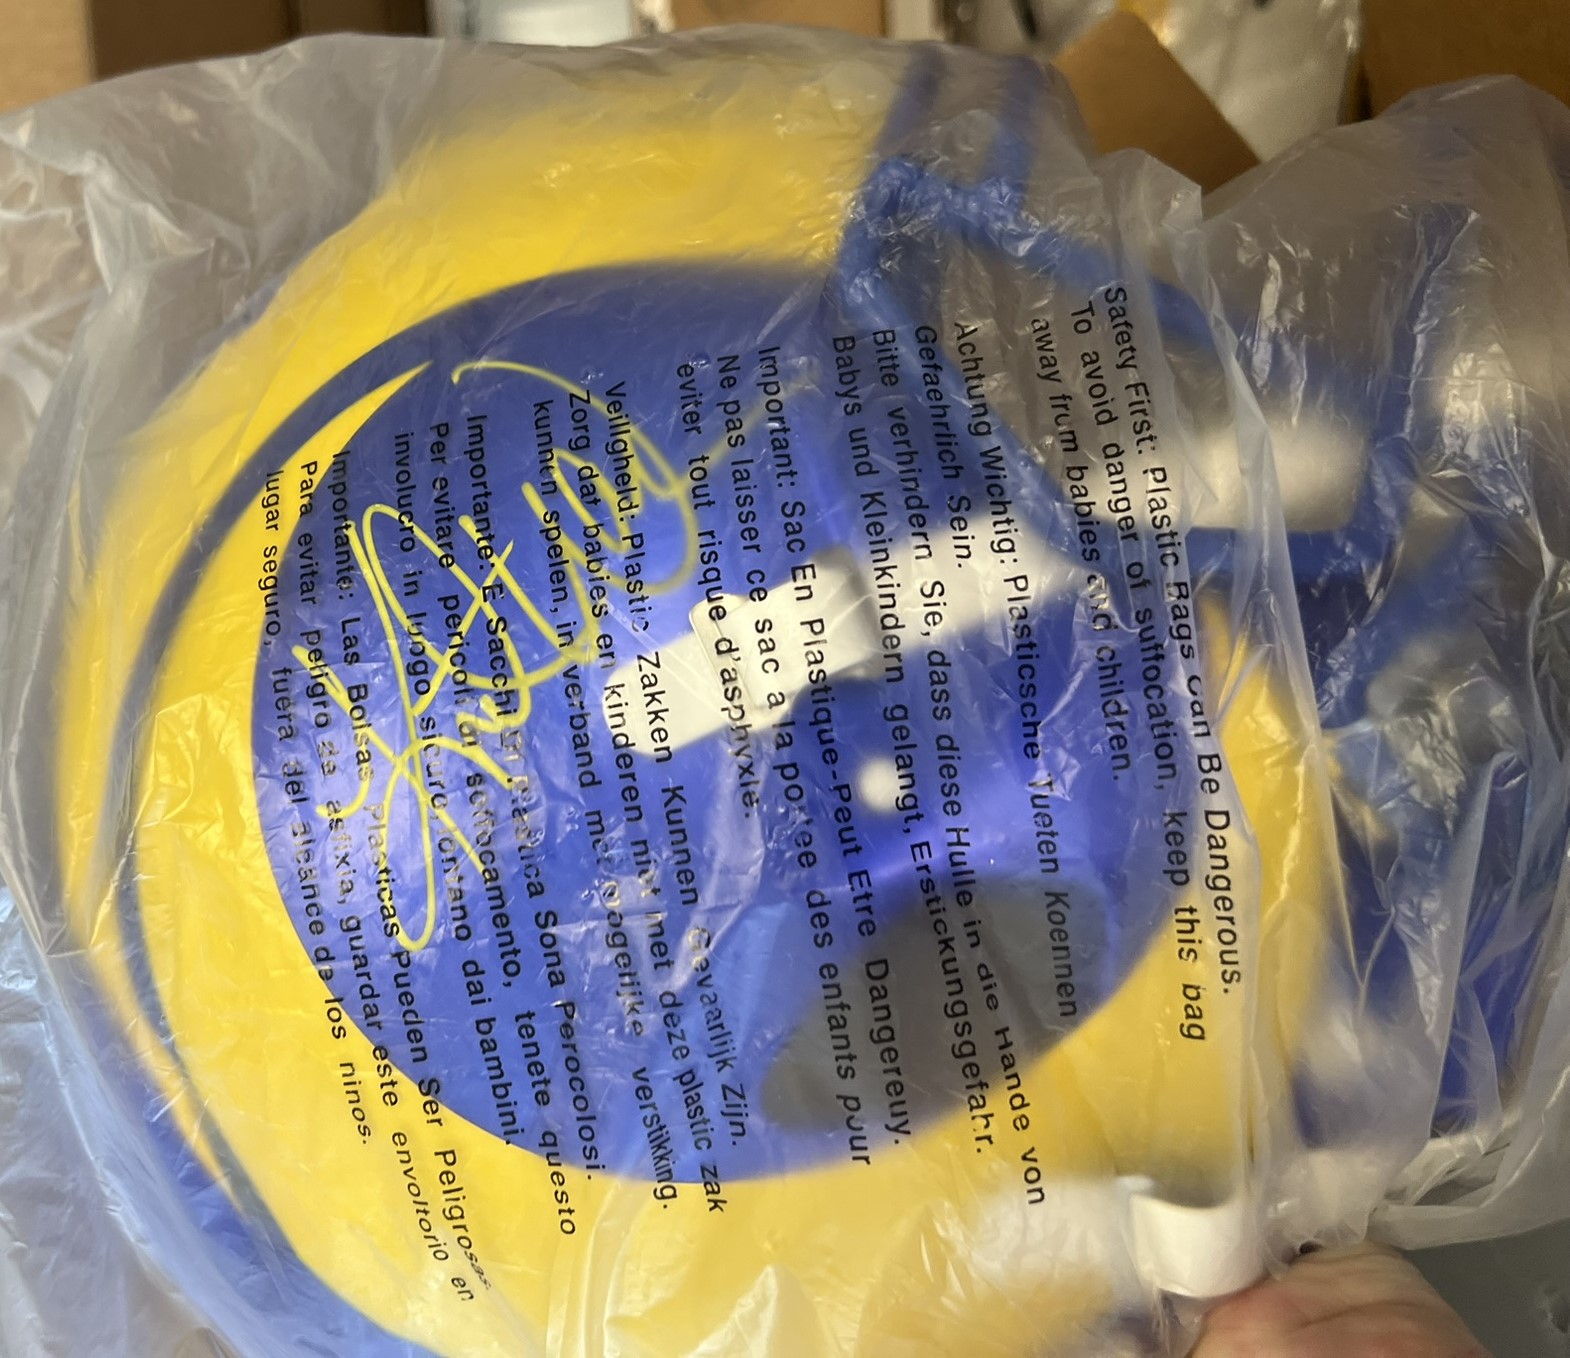 Safety First: Plastic Bags Can Be Dangerous.
To avoid danger of suffocation, keep this bag
away from babies and children.
Achtung Wichtig: Plasticsche Tueten Koennen
Gefaehrlich Sein.
Bitte verhindern Sie, dass diese Hulle in die Hande von
Babys und Kleinkindern gelangt, Erstickungsgefahr.
Important: Sac En Plastique-Peut Etre Dangereuy.
Ne pas laisser ce sac a la portee des enfants pour
eviter tout risque d'asphyxie.
Veiligheld: Plastic Zakken Kunnen Gevaarlijk Zijn.
Zorg dat babies en kinderen niet met deze plastic zak
kunnen spelen, in verband met mogelijke verstikking.
Importante: E Sacchi In Plastica Sona Perocolosi.
Per evitare pericoli di soffocamento, tenete questo
involucro in luogo sicuro lontano dai bambini.
Importante: Las Bolsas Plasticas Pueden Ser Peligrosas.
Para evitar peligro de asfixia, guardar este envoltorio en
lugar seguro, fuera del alcance de los ninos.